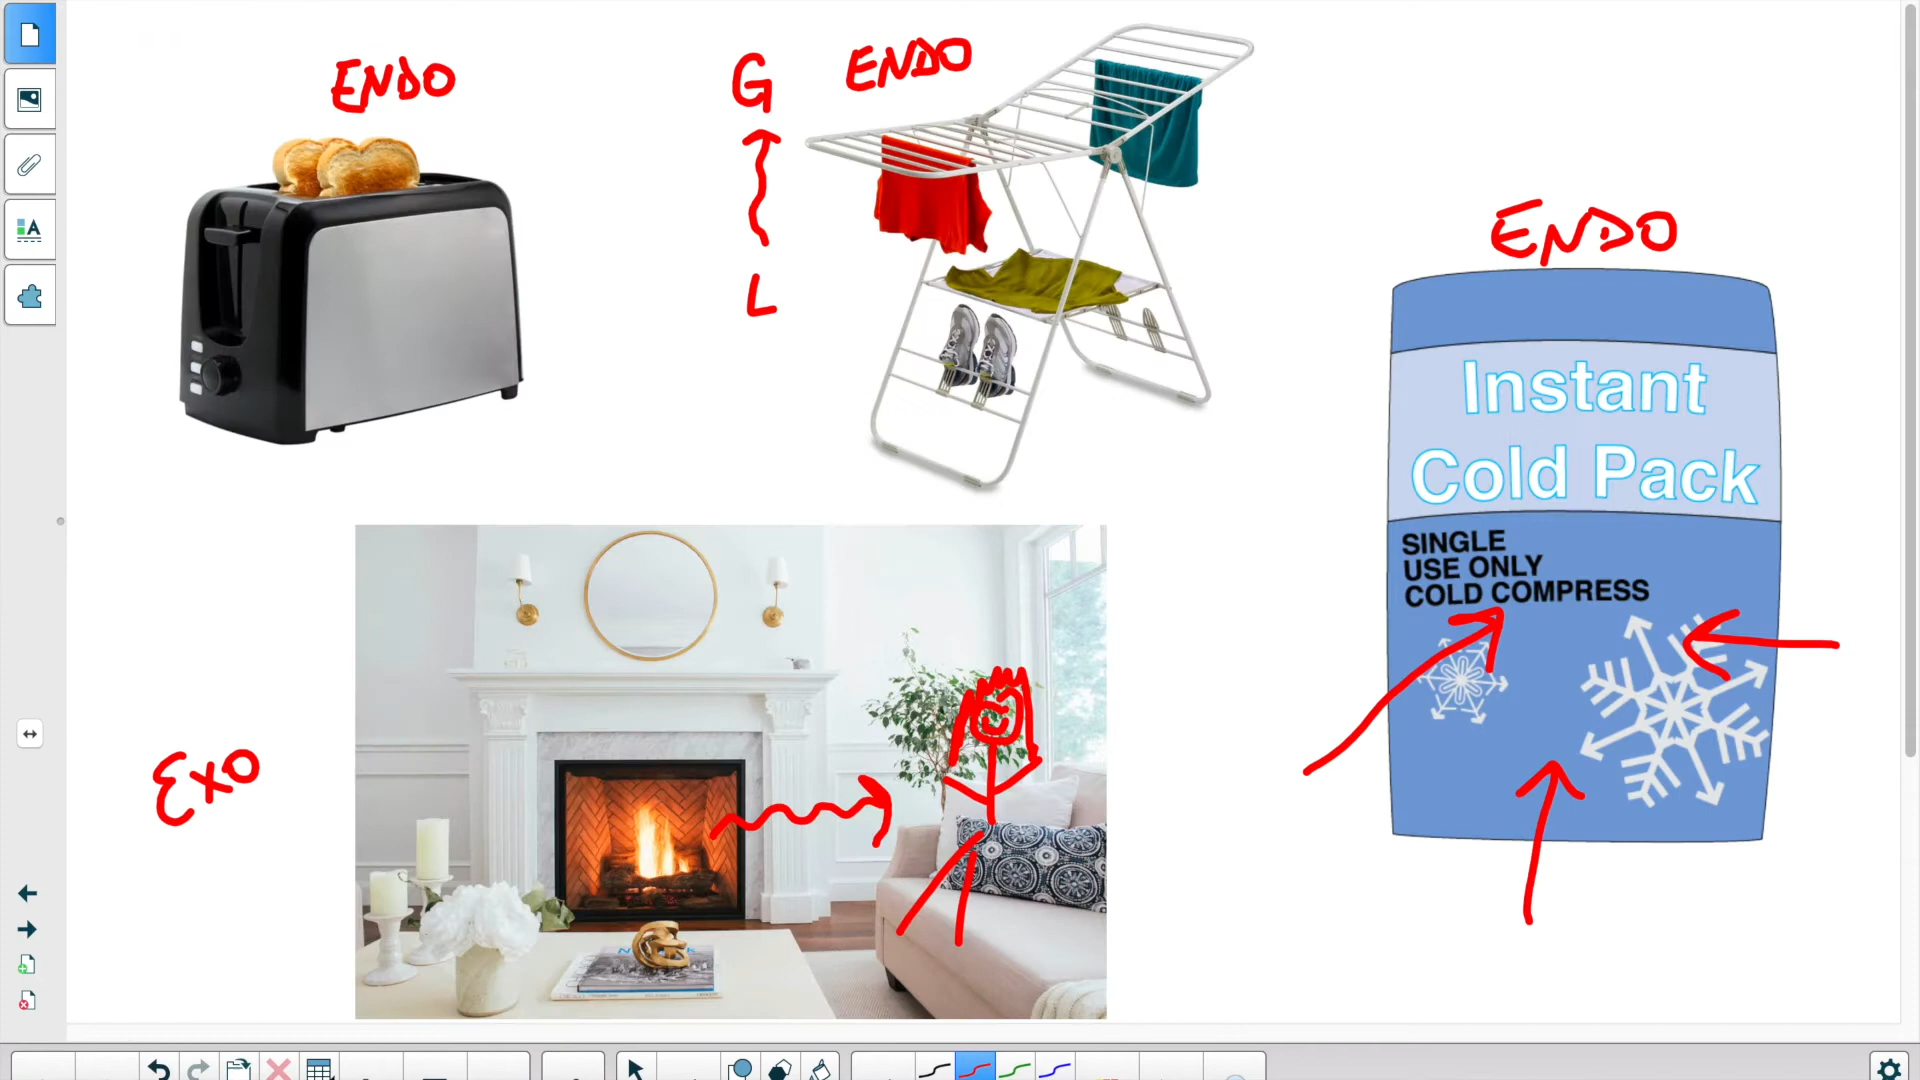 ENDO
G
ENDO
L
ENDO
Instant
Cold Pack
SINGLE
USE ONLY
COLD COMPRESS
EXO